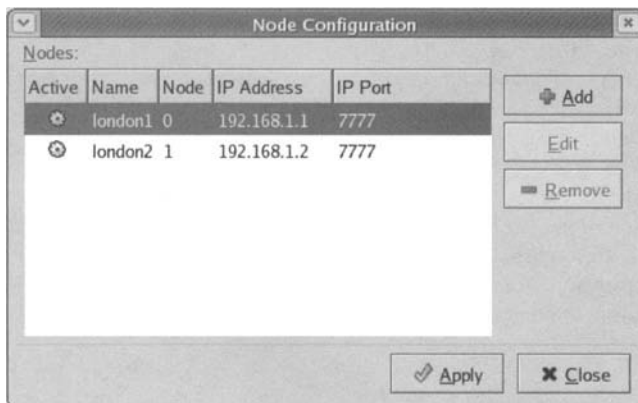 Node Configuration
Nodes:
Active Name Node IP Address IP Port
london1 0 192.168.1.1 7777
london2 1 192.168.1.2 7777
Add
Edit
Remove
Apply
Close